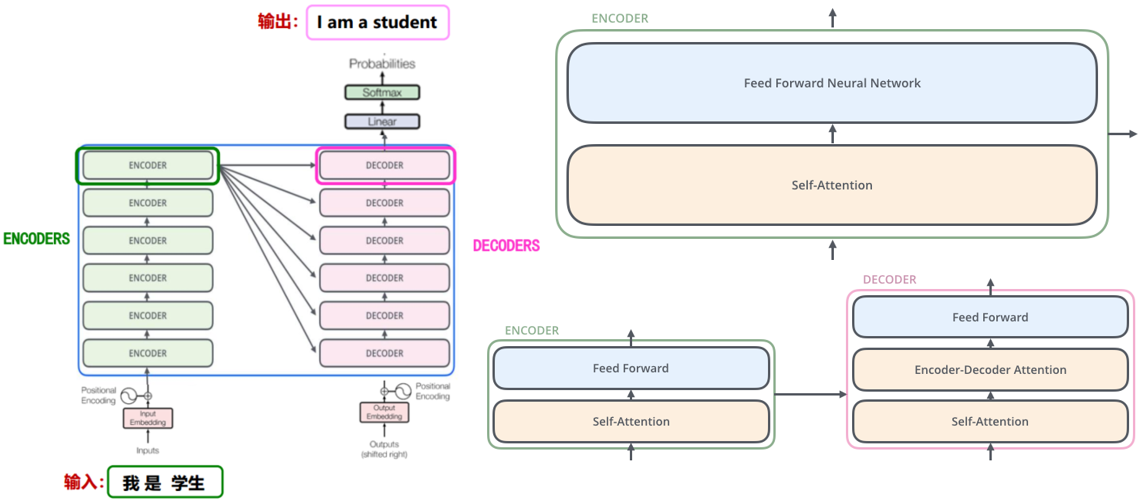 输出：
I am a student
Probabilities
Softmax
Linear
ENCODERS
ENCODER
ENCODER
ENCODER
ENCODER
ENCODER
ENCODER
DECODER
DECODER
DECODER
DECODER
DECODER
DECODER
DECODERS
Positional
Encoding
Input
Embedding
Inputs
Positional
Encoding
Output
Embedding
Outputs
(shifted right)
输入：
我 是 学生
ENCODER
Feed Forward Neural Network
Self-Attention
ENCODER
Feed Forward
Self-Attention
DECODER
Feed Forward
Encoder-Decoder Attention
Self-Attention